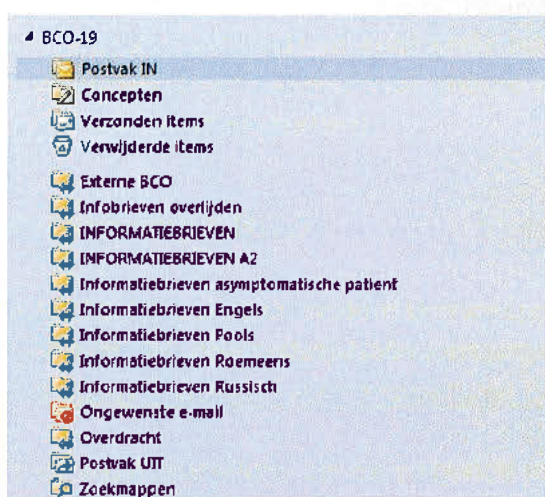 BCO-19
Postvak IN
Concepten
Verzonden items
Verwijderde items
Externe BCO
Infobrieven overlijden
INFORMATIEBRIEVEN
INFORMATIEBRIEVEN A2
Informatiebrieven asymptomatische patient
Informatiebrieven Engels
Informatiebrieven Pools
Informatiebrieven Roemeens
Informatiebrieven Russisch
Ongewenste e-mail
Overdracht
Postvak UIT
Zoekmappen